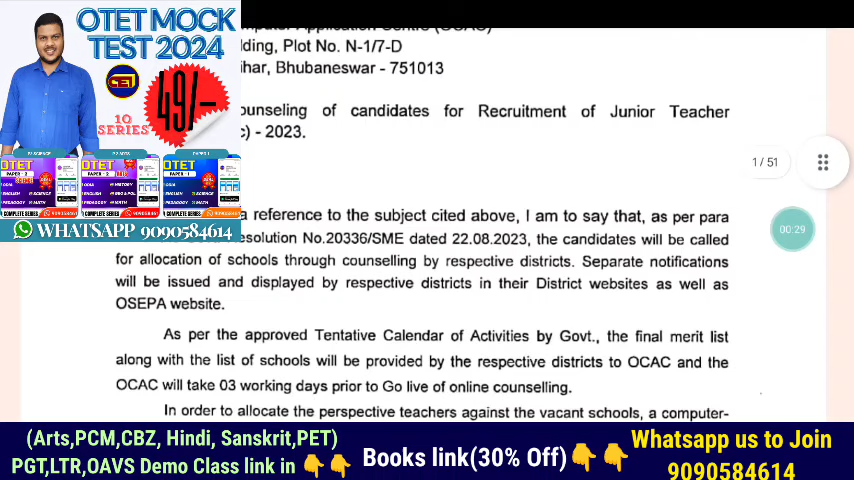 OTET MOCK
TEST 2024
CET
49/-
10
SERIES
WHATSAPP 9090584614
Computer Application Centre (OCAC)
lding, Plot No. N-1/7-D
ihar, Bhubaneswar - 751013
ounseling of candidates for Recruitment of Junior Teacher
c) - 2023.
1 / 51
00:29
a reference to the subject cited above, I am to say that, as per para
esolution No.20336/SME dated 22.08.2023, the candidates will be called
for allocation of schools through counselling by respective districts. Separate notifications
will be issued and displayed by respective districts in their District websites as well as
OSEPA website.
As per the approved Tentative Calendar of Activities by Govt., the final merit list
along with the list of schools will be provided by the respective districts to OCAC and the
OCAC will take 03 working days prior to Go live of online counselling.
In order to allocate the perspective teachers against the vacant schools, a computer-
(Arts,PCM,CBZ, Hindi, Sanskrit,PET)
PGT,LTR,OAVS Demo Class link in
Books link(30% Off)
Whatsapp us to Join
9090584614